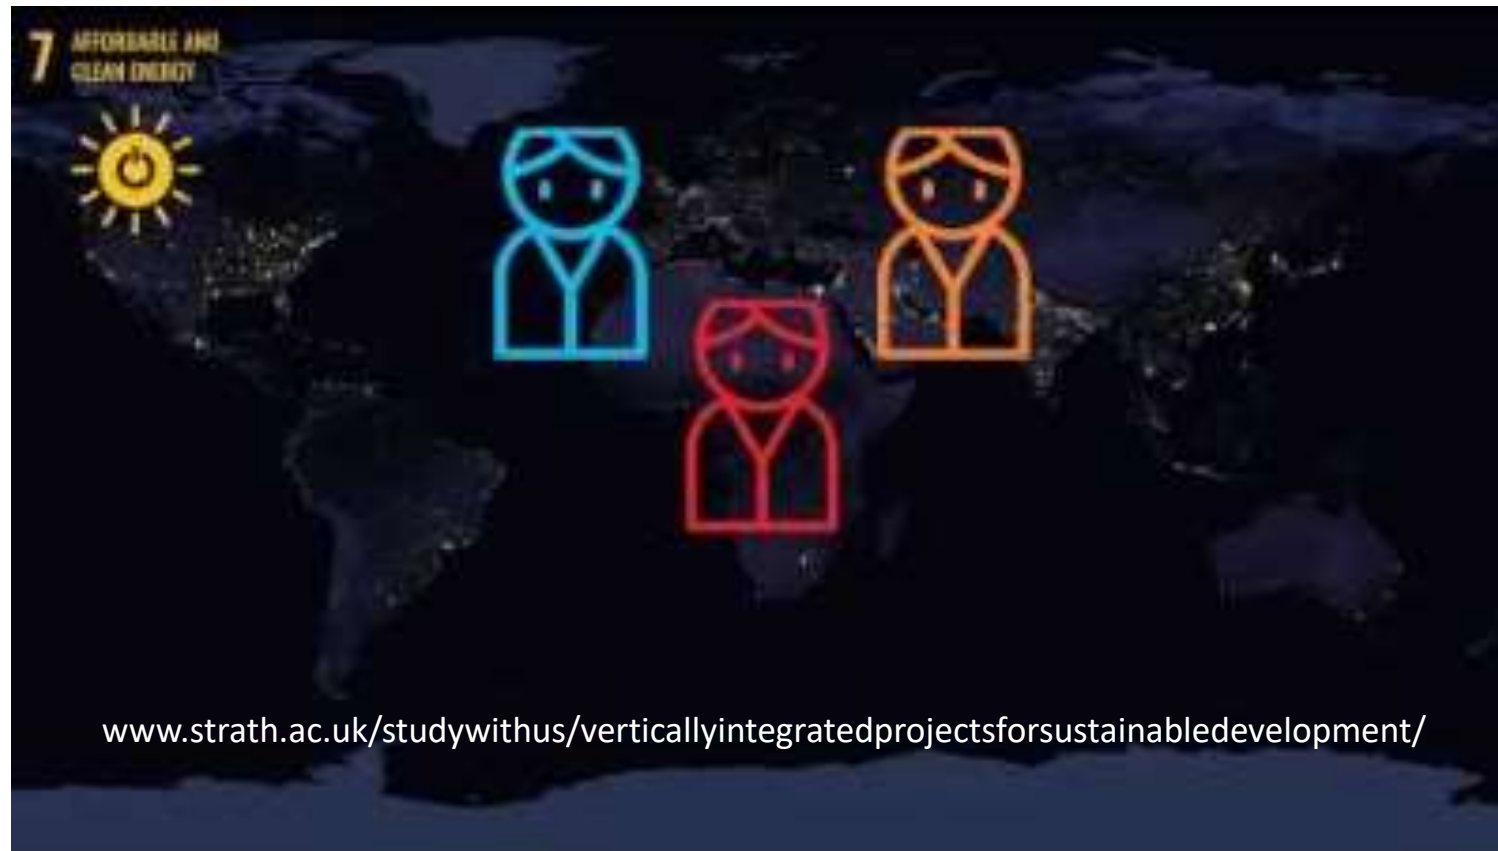 7 AFFORDABLE AND
CLEAN ENERGY
www.strath.ac.uk/studywithus/verticallyintegratedprojectsforsustainabledevelopment/